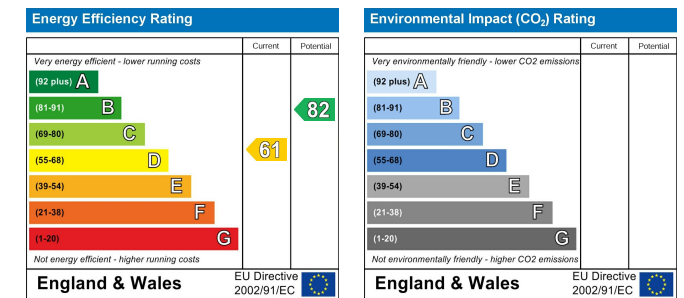 Energy Efficiency Rating
Current Potential
Very energy efficient - lower running costs
(92 plus) A
(81-91) B
82
(69-80) C
(55-68) D
61
(39-54) E
(21-38) F
(1-20) G
Not energy efficient - higher running costs
England & Wales
EU Directive
2002/91/EC
Environmental Impact (CO2) Rating
Current Potential
Very environmentally friendly - lower CO2 emissions
(92 plus) A
(81-91) B
(69-80) C
(55-68) D
(39-54) E
(21-38) F
(1-20) G
Not environmentally friendly - higher CO2 emissions
England & Wales
EU Directive
2002/91/EC